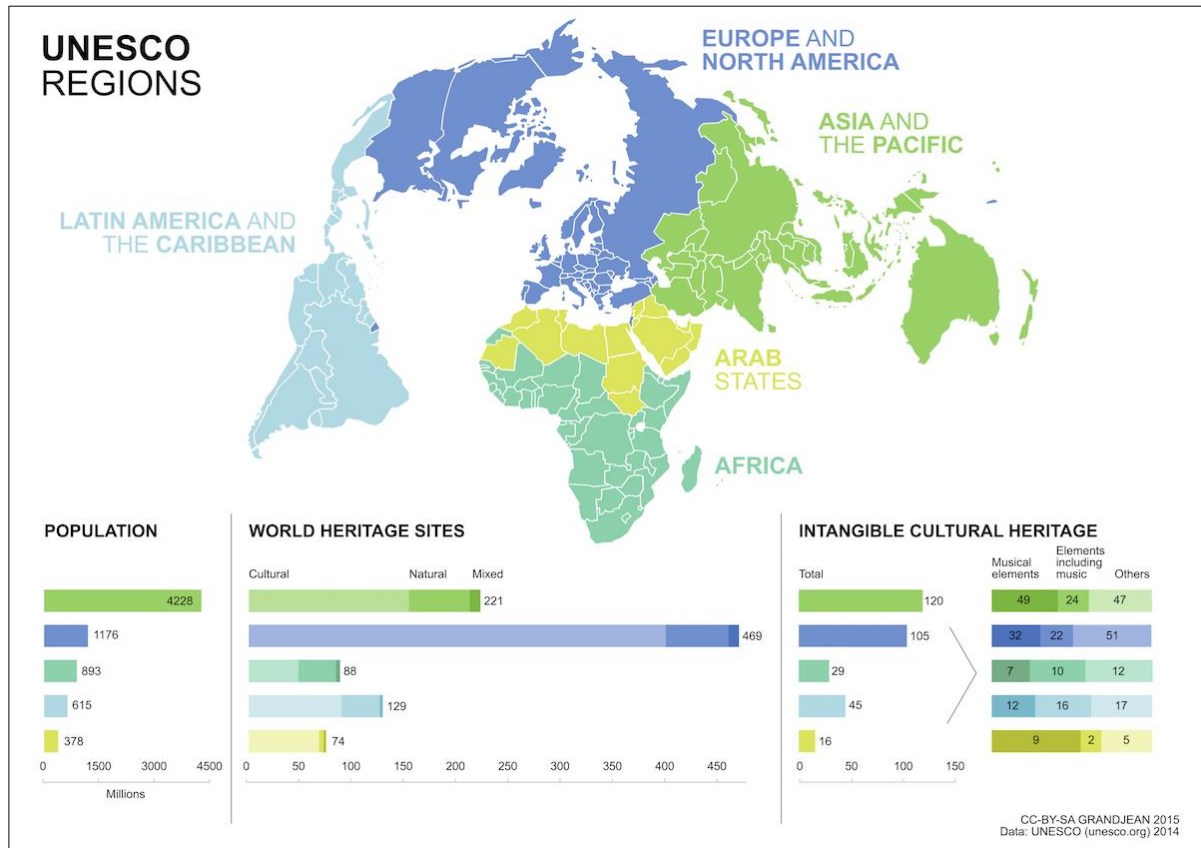 UNESCO
REGIONS
EUROPE AND
NORTH AMERICA
ASIA AND
THE PACIFIC
LATIN AMERICA AND
THE CARIBBEAN
ARAB
STATES
AFRICA
POPULATION
4228
1176
893
615
378
0 1500 3000 4500
Millions
WORLD HERITAGE SITES
Cultural Natural Mixed
221
469
88
129
74
0 50 100 150 200 250 300 350 400 450
INTANGIBLE CULTURAL HERITAGE
Total
120
105
29
45
16
0 50 100 150
Musical
elements
Elements
including
music
Others
49 24 47
32 22 51
7 10 12
12 16 17
9 2 5
CC-BY-SA GRANDJEAN 2015
Data: UNESCO (unesco.org) 2014